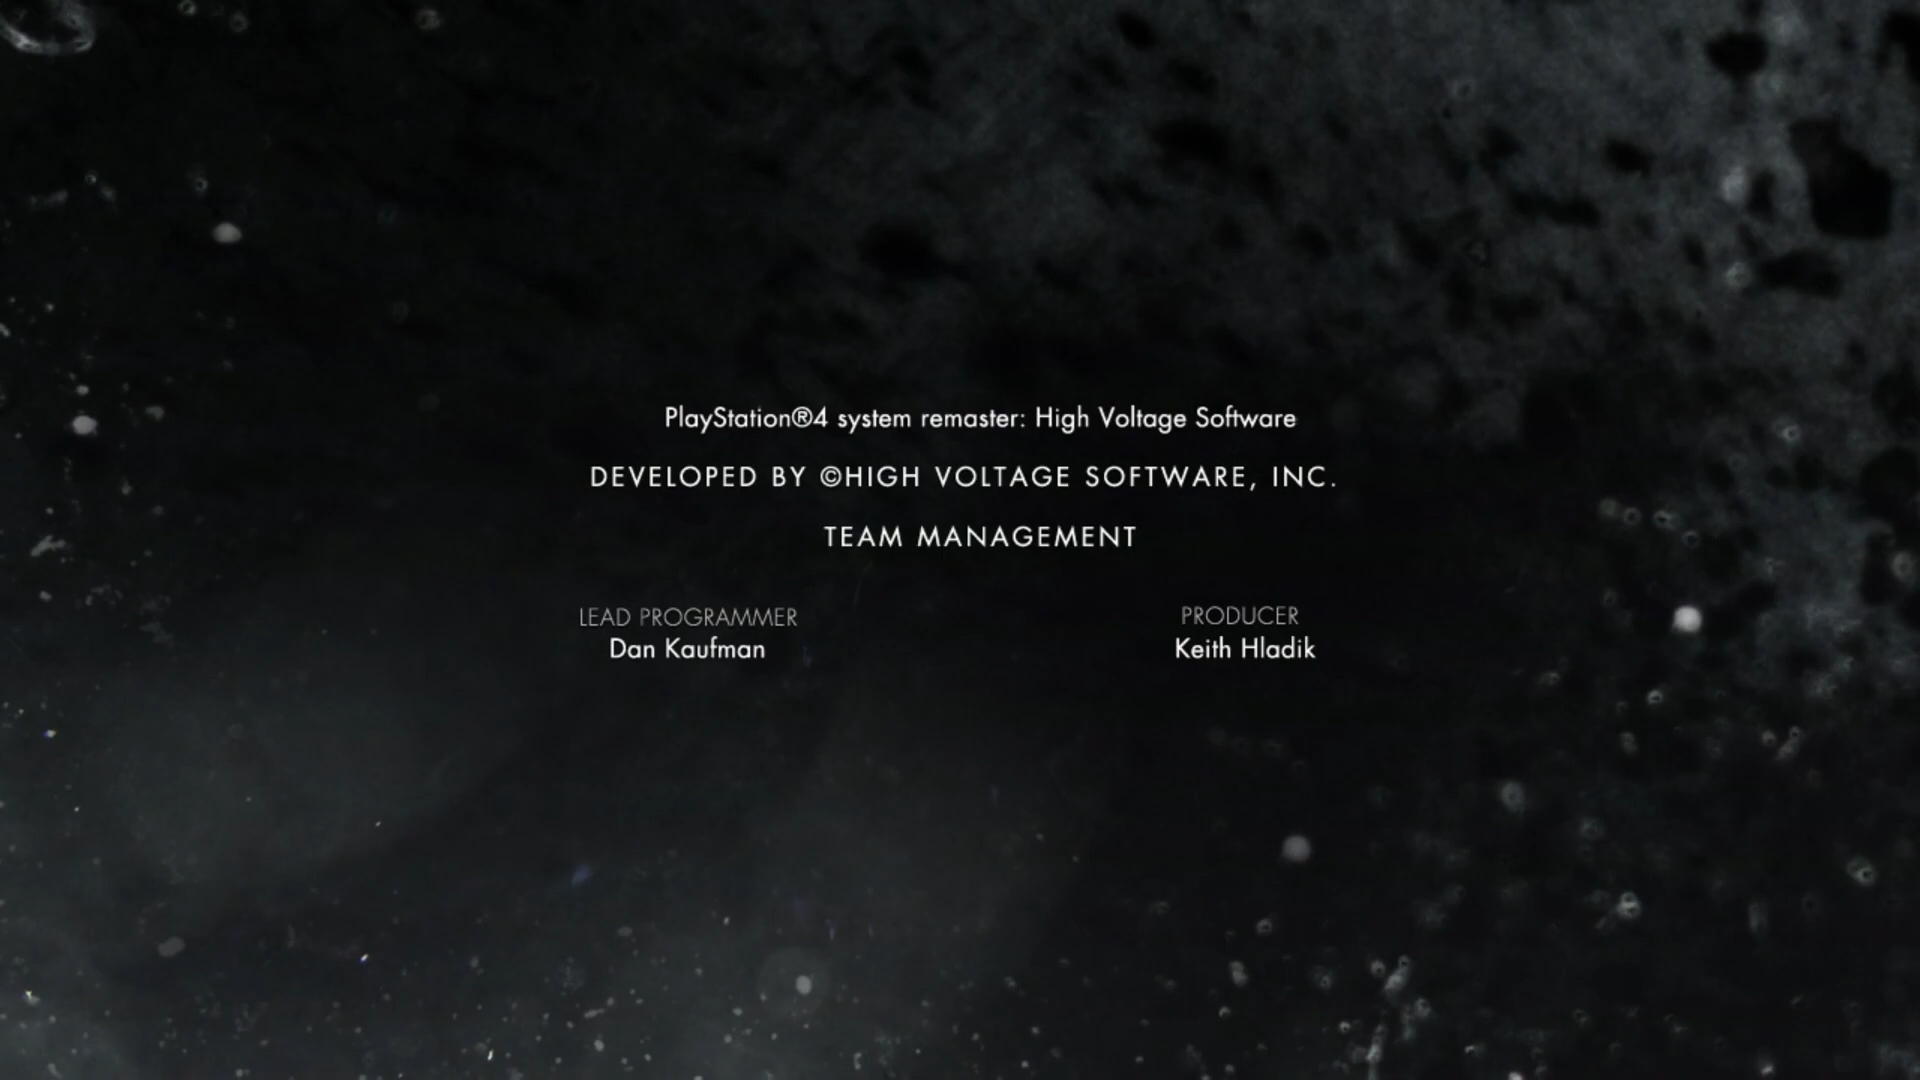 PlayStation®4 system remaster: High Voltage Software
DEVELOPED BY ©HIGH VOLTAGE SOFTWARE, INC.
TEAM MANAGEMENT
LEAD PROGRAMMER
Dan Kaufman
PRODUCER
Keith Hladik